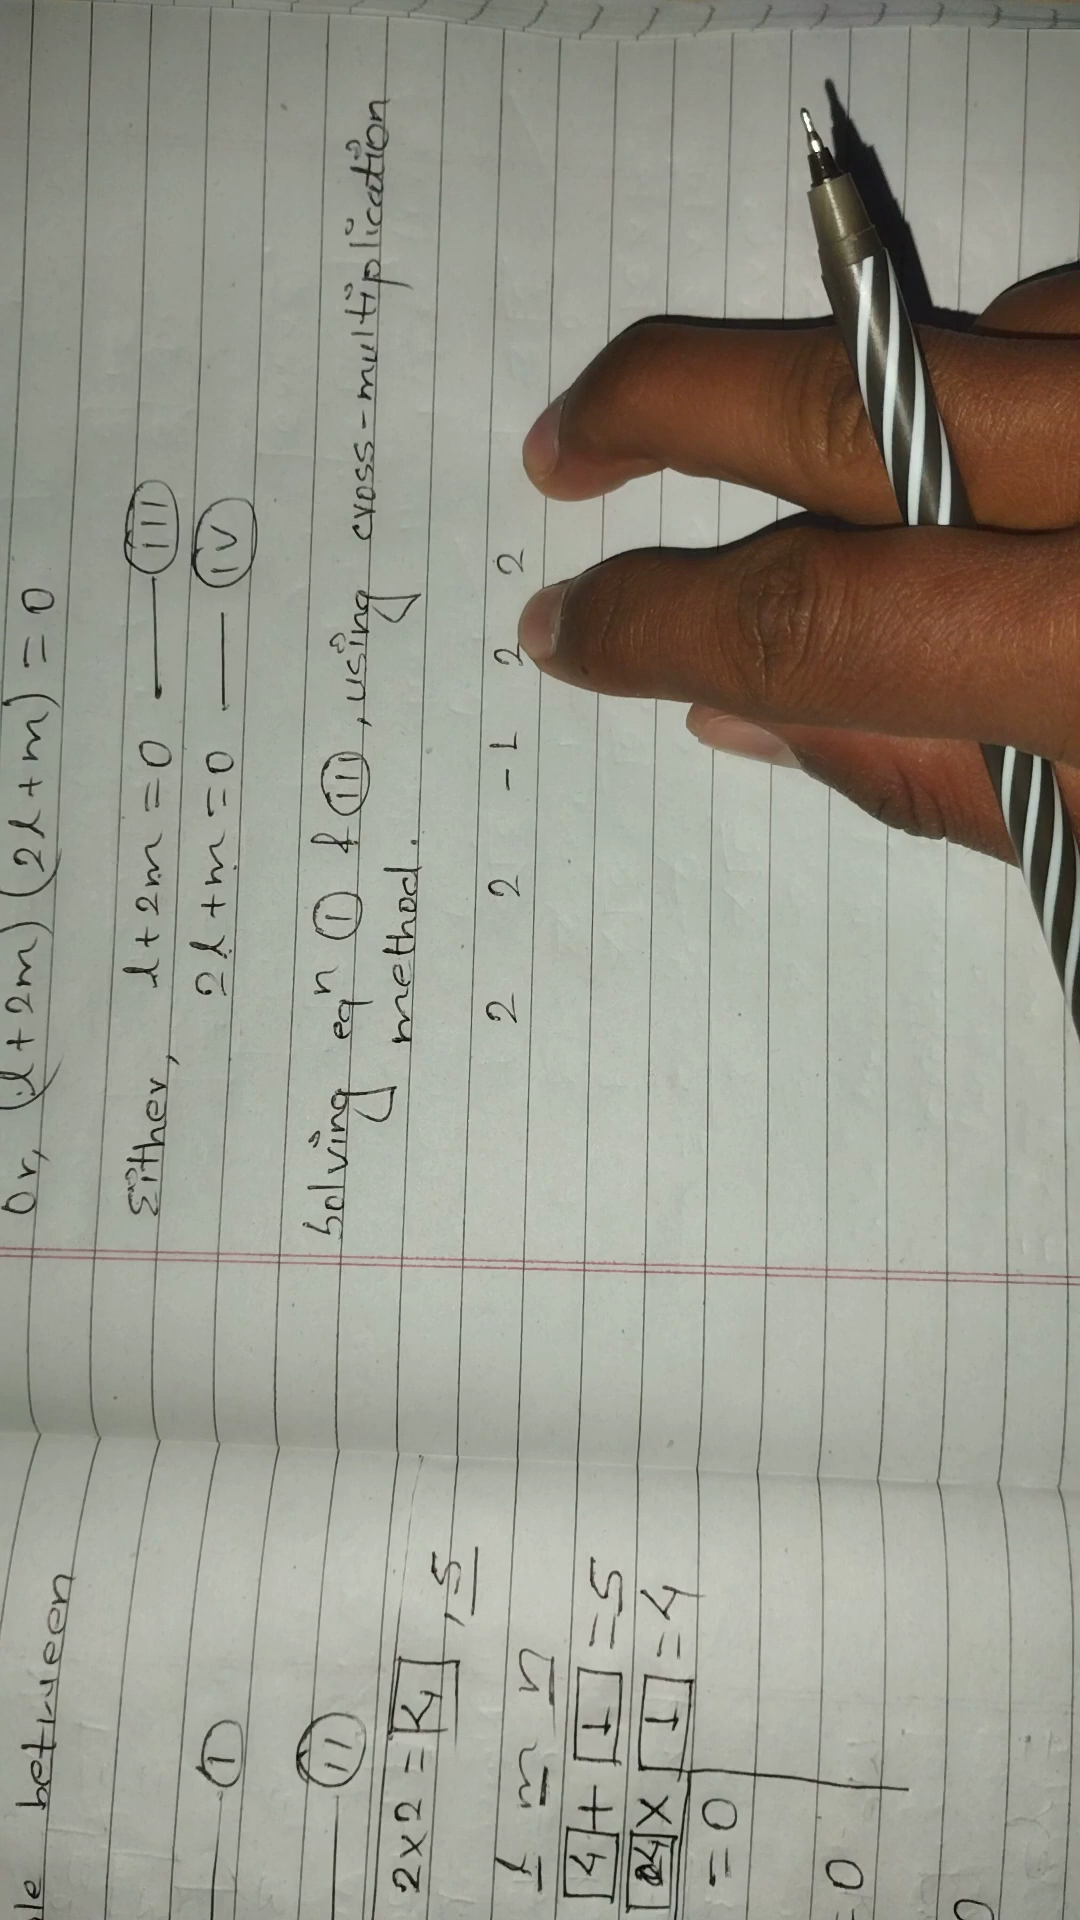 Or, (l+2m)(2l+m)=0
Either, l+2m=0 — (iii)
2l+m=0 — (iv)
Solving eqⁿ (i) & (iii), using cross-multiplication
method.
2 2 -1 2 2
between
(i)
(ii)
2×2=4, 5
l m n
4+1=5
4×1=4
=0
=0